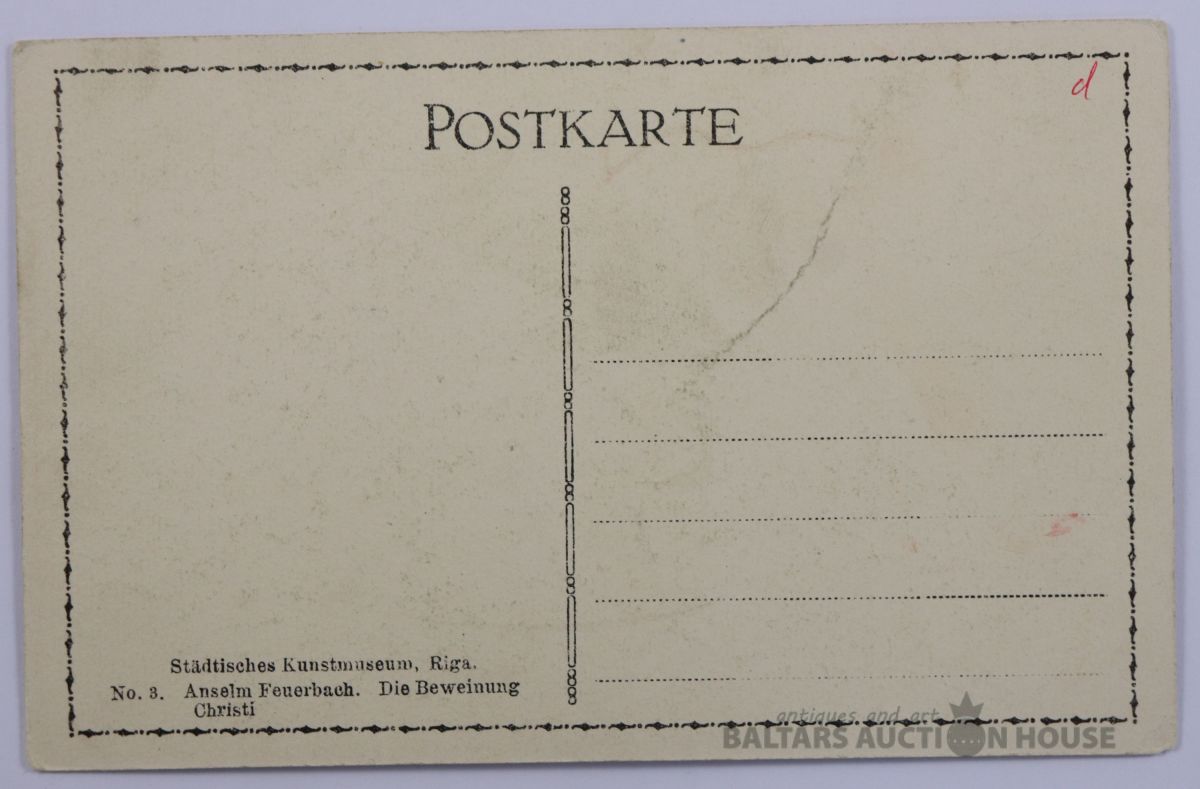 POSTKARTE
d
Städtisches Kunstmuseum, Riga.
No. 3. Anselm Feuerbach. Die Beweinung
Christi
antiques and art
BALTARS AUCTION HOUSE